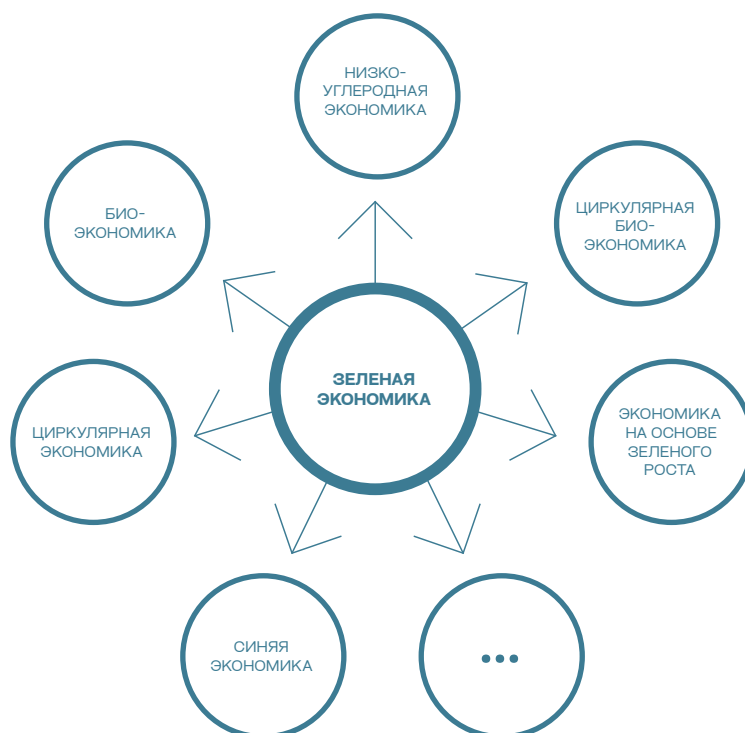 НИЗКО-
УГЛЕРОДНАЯ
ЭКОНОМИКА
БИО-
ЭКОНОМИКА
ЦИРКУЛЯРНАЯ
БИО-
ЭКОНОМИКА
ЗЕЛЕНАЯ
ЭКОНОМИКА
ЦИРКУЛЯРНАЯ
ЭКОНОМИКА
ЭКОНОМИКА
НА ОСНОВЕ
ЗЕЛЕНОГО
РОСТА
СИНЯЯ
ЭКОНОМИКА
...